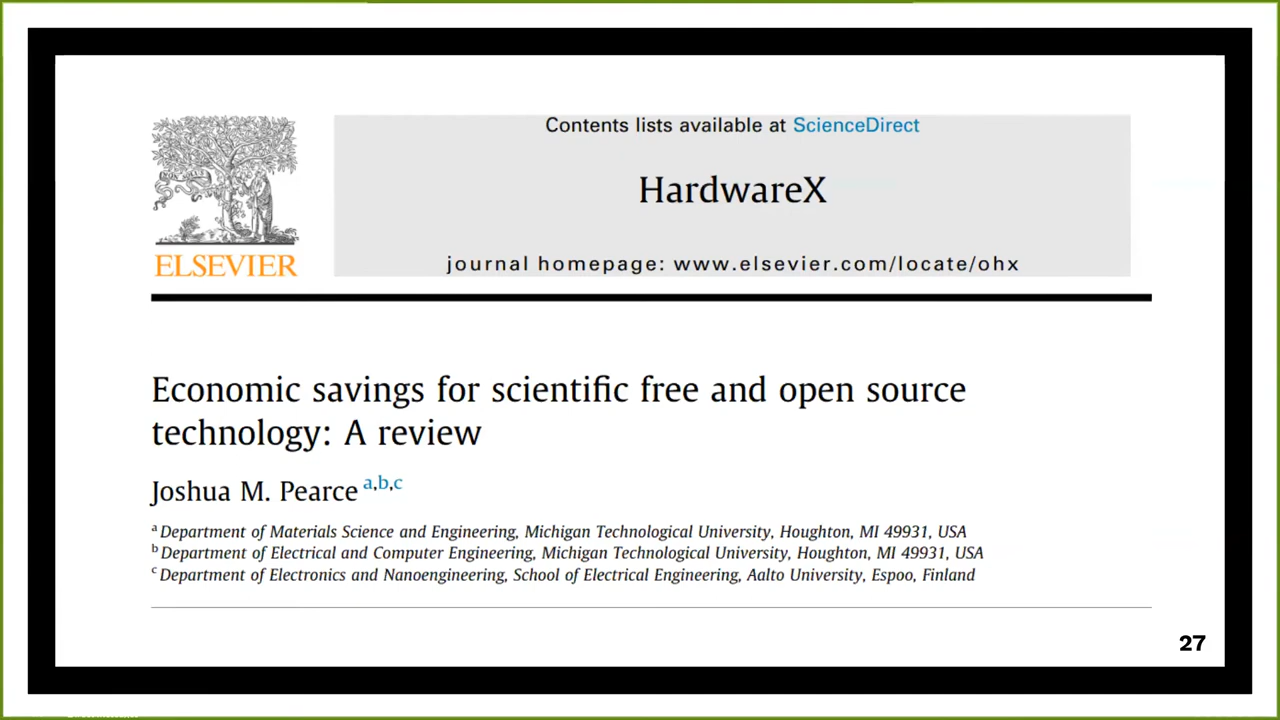 Contents lists available at ScienceDirect
HardwareX
journal homepage: www.elsevier.com/locate/ohx
ELSEVIER
Economic savings for scientific free and open source
technology: A review
Joshua M. Pearce a,b,c
a Department of Materials Science and Engineering, Michigan Technological University, Houghton, MI 49931, USA
b Department of Electrical and Computer Engineering, Michigan Technological University, Houghton, MI 49931, USA
c Department of Electronics and Nanoengineering, School of Electrical Engineering, Aalto University, Espoo, Finland
27